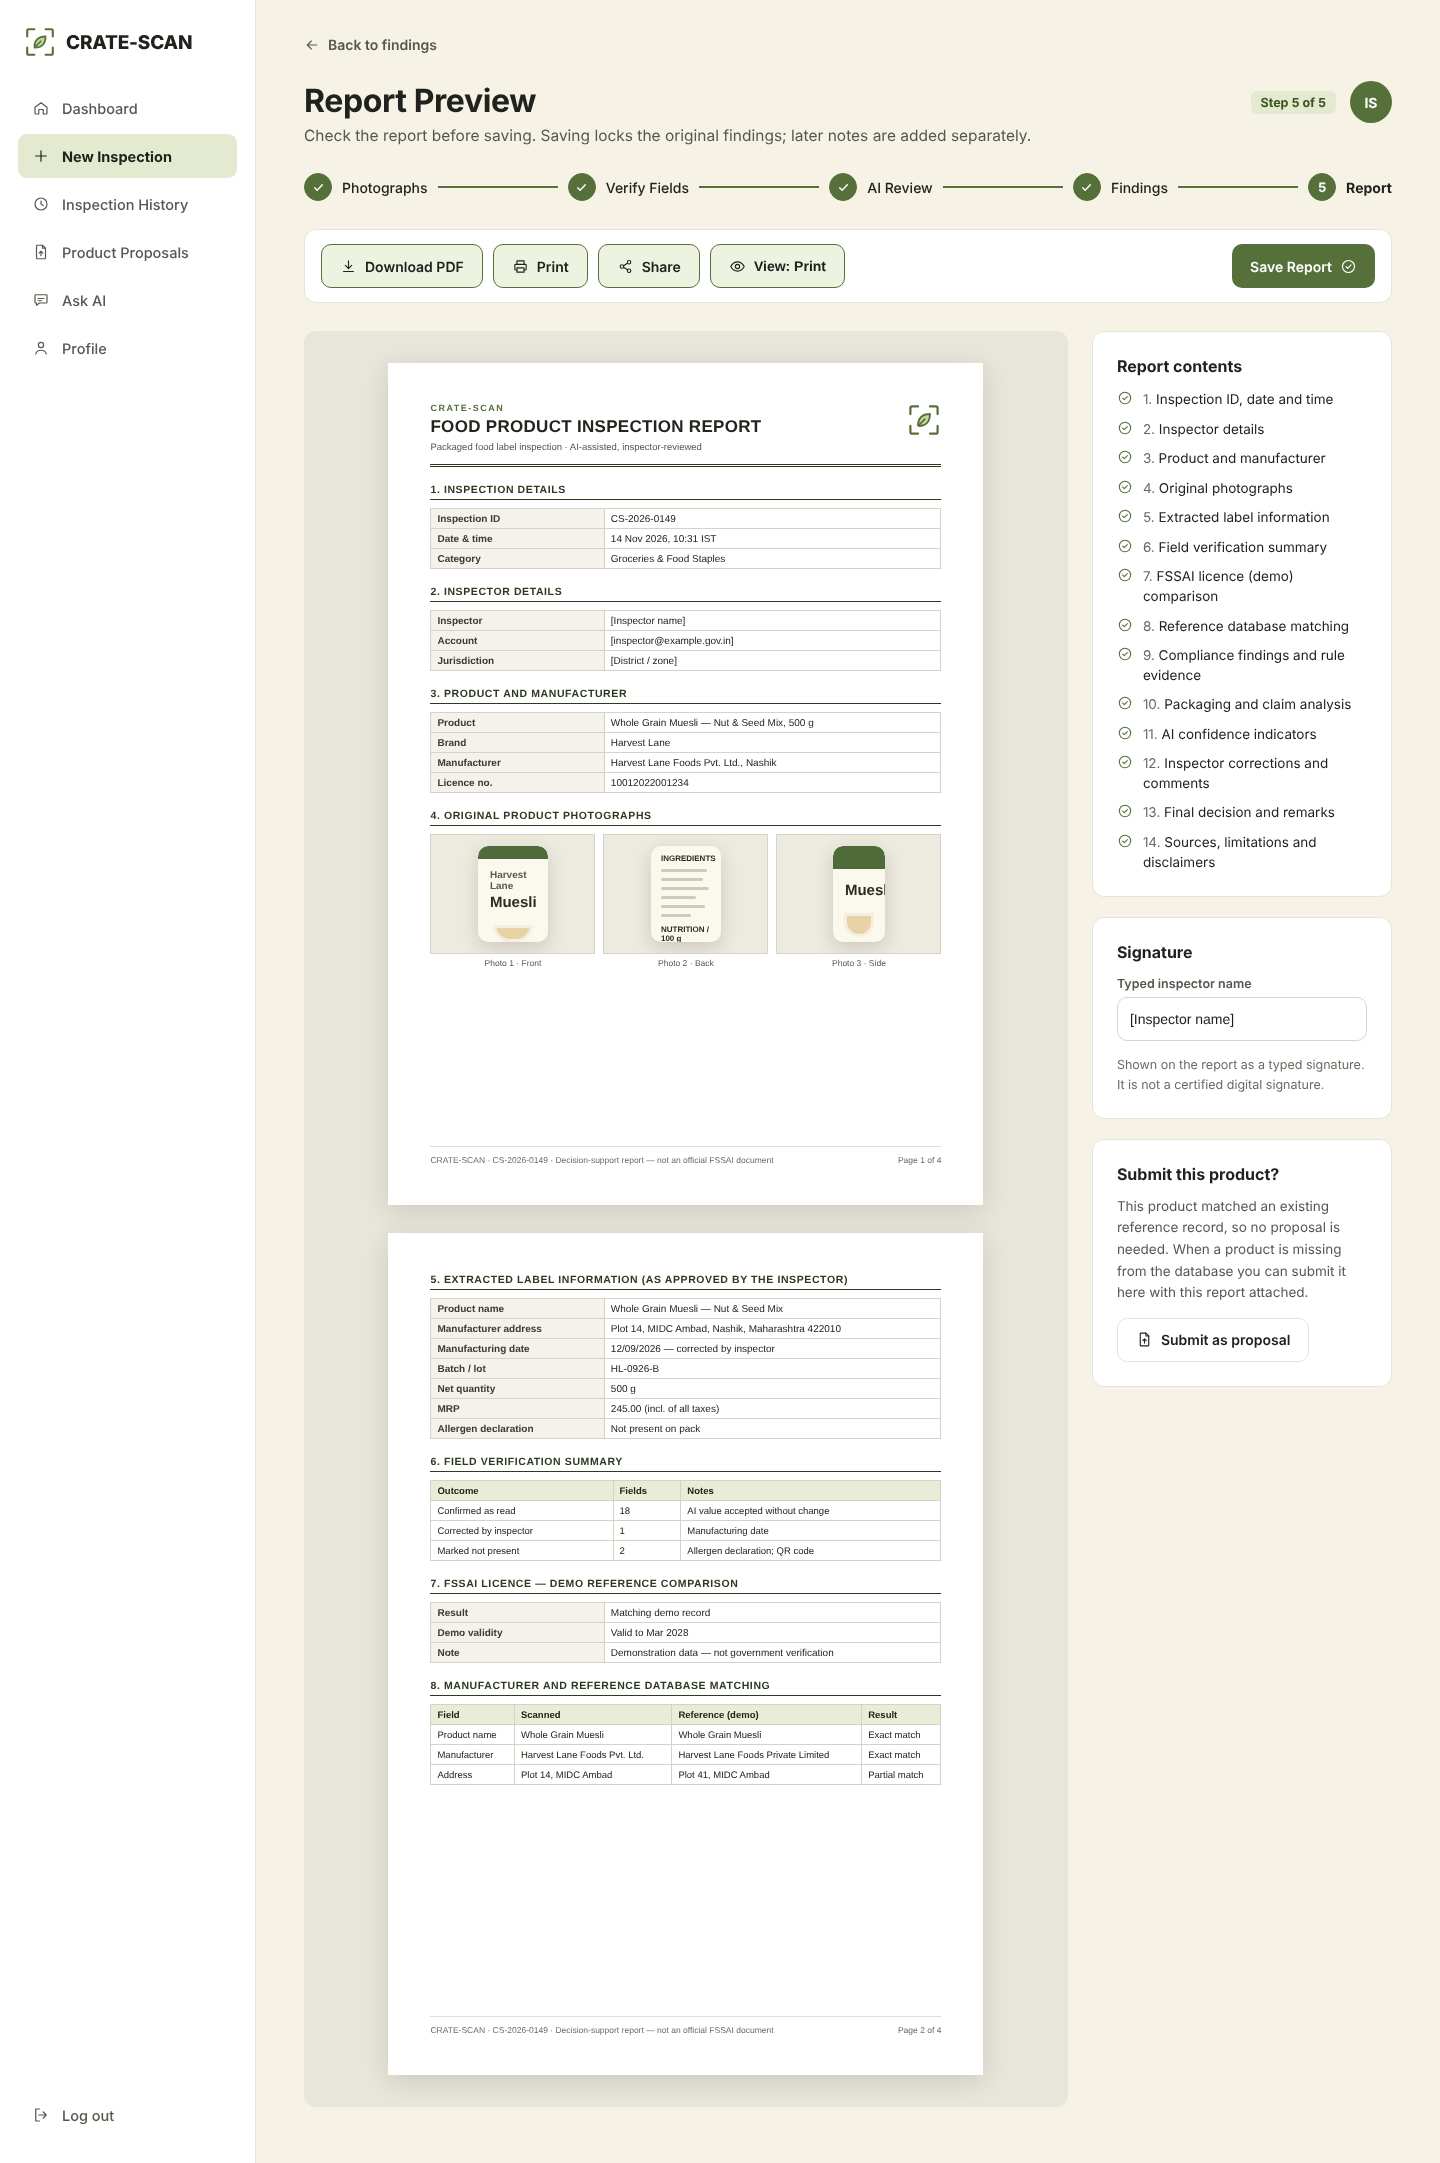 CRATE-SCAN
Dashboard
New Inspection
Inspection History
Product Proposals
Ask AI
Profile
Log out
Back to findings
Report Preview
Check the report before saving. Saving locks the original findings; later notes are added separately.
Step 5 of 5
IS
Photographs
Verify Fields
AI Review
Findings
5 Report
Download PDF
Print
Share
View: Print
Save Report
CRATE-SCAN
FOOD PRODUCT INSPECTION REPORT
Packaged food label inspection · AI-assisted, inspector-reviewed
1. INSPECTION DETAILS
Inspection ID CS-2026-0149
Date & time 14 Nov 2026, 10:31 IST
Category Groceries & Food Staples
2. INSPECTOR DETAILS
Inspector [Inspector name]
Account [inspector@example.gov.in]
Jurisdiction [District / zone]
3. PRODUCT AND MANUFACTURER
Product Whole Grain Muesli — Nut & Seed Mix, 500 g
Brand Harvest Lane
Manufacturer Harvest Lane Foods Pvt. Ltd., Nashik
Licence no. 10012022001234
4. ORIGINAL PRODUCT PHOTOGRAPHS
Harvest
Lane
Muesli
INGREDIENTS
NUTRITION /
100 g
Muesl
Photo 1 · Front
Photo 2 · Back
Photo 3 · Side
CRATE-SCAN · CS-2026-0149 · Decision-support report — not an official FSSAI document
Page 1 of 4
5. EXTRACTED LABEL INFORMATION (AS APPROVED BY THE INSPECTOR)
Product name Whole Grain Muesli — Nut & Seed Mix
Manufacturer address Plot 14, MIDC Ambad, Nashik, Maharashtra 422010
Manufacturing date 12/09/2026 — corrected by inspector
Batch / lot HL-0926-B
Net quantity 500 g
MRP 245.00 (incl. of all taxes)
Allergen declaration Not present on pack
6. FIELD VERIFICATION SUMMARY
Outcome Fields Notes
Confirmed as read 18 AI value accepted without change
Corrected by inspector 1 Manufacturing date
Marked not present 2 Allergen declaration; QR code
7. FSSAI LICENCE — DEMO REFERENCE COMPARISON
Result Matching demo record
Demo validity Valid to Mar 2028
Note Demonstration data — not government verification
8. MANUFACTURER AND REFERENCE DATABASE MATCHING
Field Scanned Reference (demo) Result
Product name Whole Grain Muesli Whole Grain Muesli Exact match
Manufacturer Harvest Lane Foods Pvt. Ltd. Harvest Lane Foods Private Limited Exact match
Address Plot 14, MIDC Ambad Plot 41, MIDC Ambad Partial match
CRATE-SCAN · CS-2026-0149 · Decision-support report — not an official FSSAI document
Page 2 of 4
Report contents
1. Inspection ID, date and time
2. Inspector details
3. Product and manufacturer
4. Original photographs
5. Extracted label information
6. Field verification summary
7. FSSAI licence (demo)
comparison
8. Reference database matching
9. Compliance findings and rule
evidence
10. Packaging and claim analysis
11. AI confidence indicators
12. Inspector corrections and
comments
13. Final decision and remarks
14. Sources, limitations and
disclaimers
Signature
Typed inspector name
[Inspector name]
Shown on the report as a typed signature.
It is not a certified digital signature.
Submit this product?
This product matched an existing
reference record, so no proposal is
needed. When a product is missing
from the database you can submit it
here with this report attached.
Submit as proposal